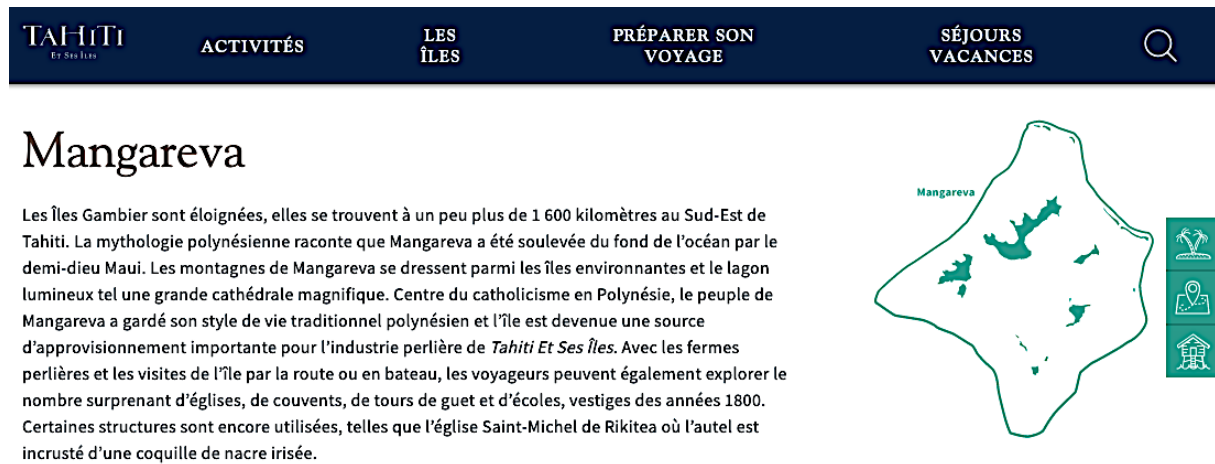 TAHITI
ET SES ÎLES
ACTIVITÉS
LES
ÎLES
PRÉPARER SON
VOYAGE
SÉJOURS
VACANCES
Mangareva
Les Îles Gambier sont éloignées, elles se trouvent à un peu plus de 1 600 kilomètres au Sud-Est de
Tahiti. La mythologie polynésienne raconte que Mangareva a été soulevée du fond de l'océan par le
demi-dieu Maui. Les montagnes de Mangareva se dressent parmi les îles environnantes et le lagon
lumineux tel une grande cathédrale magnifique. Centre du catholicisme en Polynésie, le peuple de
Mangareva a gardé son style de vie traditionnel polynésien et l'île est devenue une source
d'approvisionnement importante pour l'industrie perlière de Tahiti Et Ses Îles. Avec les fermes
perlières et les visites de l'île par la route ou en bateau, les voyageurs peuvent également explorer le
nombre surprenant d'églises, de couvents, de tours de guet et d'écoles, vestiges des années 1800.
Certaines structures sont encore utilisées, telles que l'église Saint-Michel de Rikitea où l'autel est
incrusté d'une coquille de nacre irisée.
Mangareva